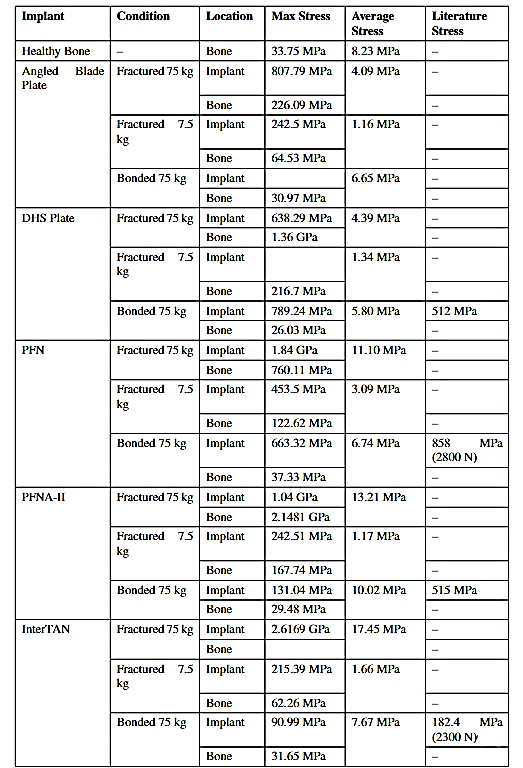 Implant Condition Location Max Stress Average Stress Literature Stress
Healthy Bone – Bone 33.75 MPa 8.23 MPa –
Angled Blade Plate Fractured 75 kg Implant 807.79 MPa 4.09 MPa –
Bone 226.09 MPa –
Fractured 7.5 kg Implant 242.5 MPa 1.16 MPa –
Bone 64.53 MPa –
Bonded 75 kg Implant 6.65 MPa –
Bone 30.97 MPa –
DHS Plate Fractured 75 kg Implant 638.29 MPa 4.39 MPa –
Bone 1.36 GPa –
Fractured 7.5 kg Implant 1.34 MPa –
Bone 216.7 MPa –
Bonded 75 kg Implant 789.24 MPa 5.80 MPa 512 MPa
Bone 26.03 MPa –
PFN Fractured 75 kg Implant 1.84 GPa 11.10 MPa –
Bone 760.11 MPa –
Fractured 7.5 kg Implant 453.5 MPa 3.09 MPa –
Bone 122.62 MPa –
Bonded 75 kg Implant 663.32 MPa 6.74 MPa 858 MPa (2800 N)
Bone 37.33 MPa –
PFNA-II Fractured 75 kg Implant 1.04 GPa 13.21 MPa –
Bone 2.1481 GPa –
Fractured 7.5 kg Implant 242.51 MPa 1.17 MPa –
Bone 167.74 MPa –
Bonded 75 kg Implant 131.04 MPa 10.02 MPa 515 MPa
Bone 29.48 MPa –
InterTAN Fractured 75 kg Implant 2.6169 GPa 17.45 MPa –
Bone –
Fractured 7.5 kg Implant 215.39 MPa 1.66 MPa –
Bone 62.26 MPa –
Bonded 75 kg Implant 90.99 MPa 7.67 MPa 182.4 MPa (2300 N)
Bone 31.65 MPa –